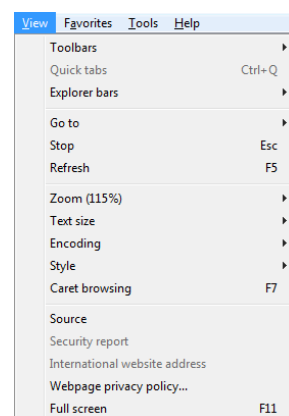 View Favorites Tools Help
Toolbars
Quick tabs Ctrl+Q
Explorer bars
Go to
Stop Esc
Refresh F5
Zoom (115%)
Text size
Encoding
Style
Caret browsing F7
Source
Security report
International website address
Webpage privacy policy...
Full screen F11